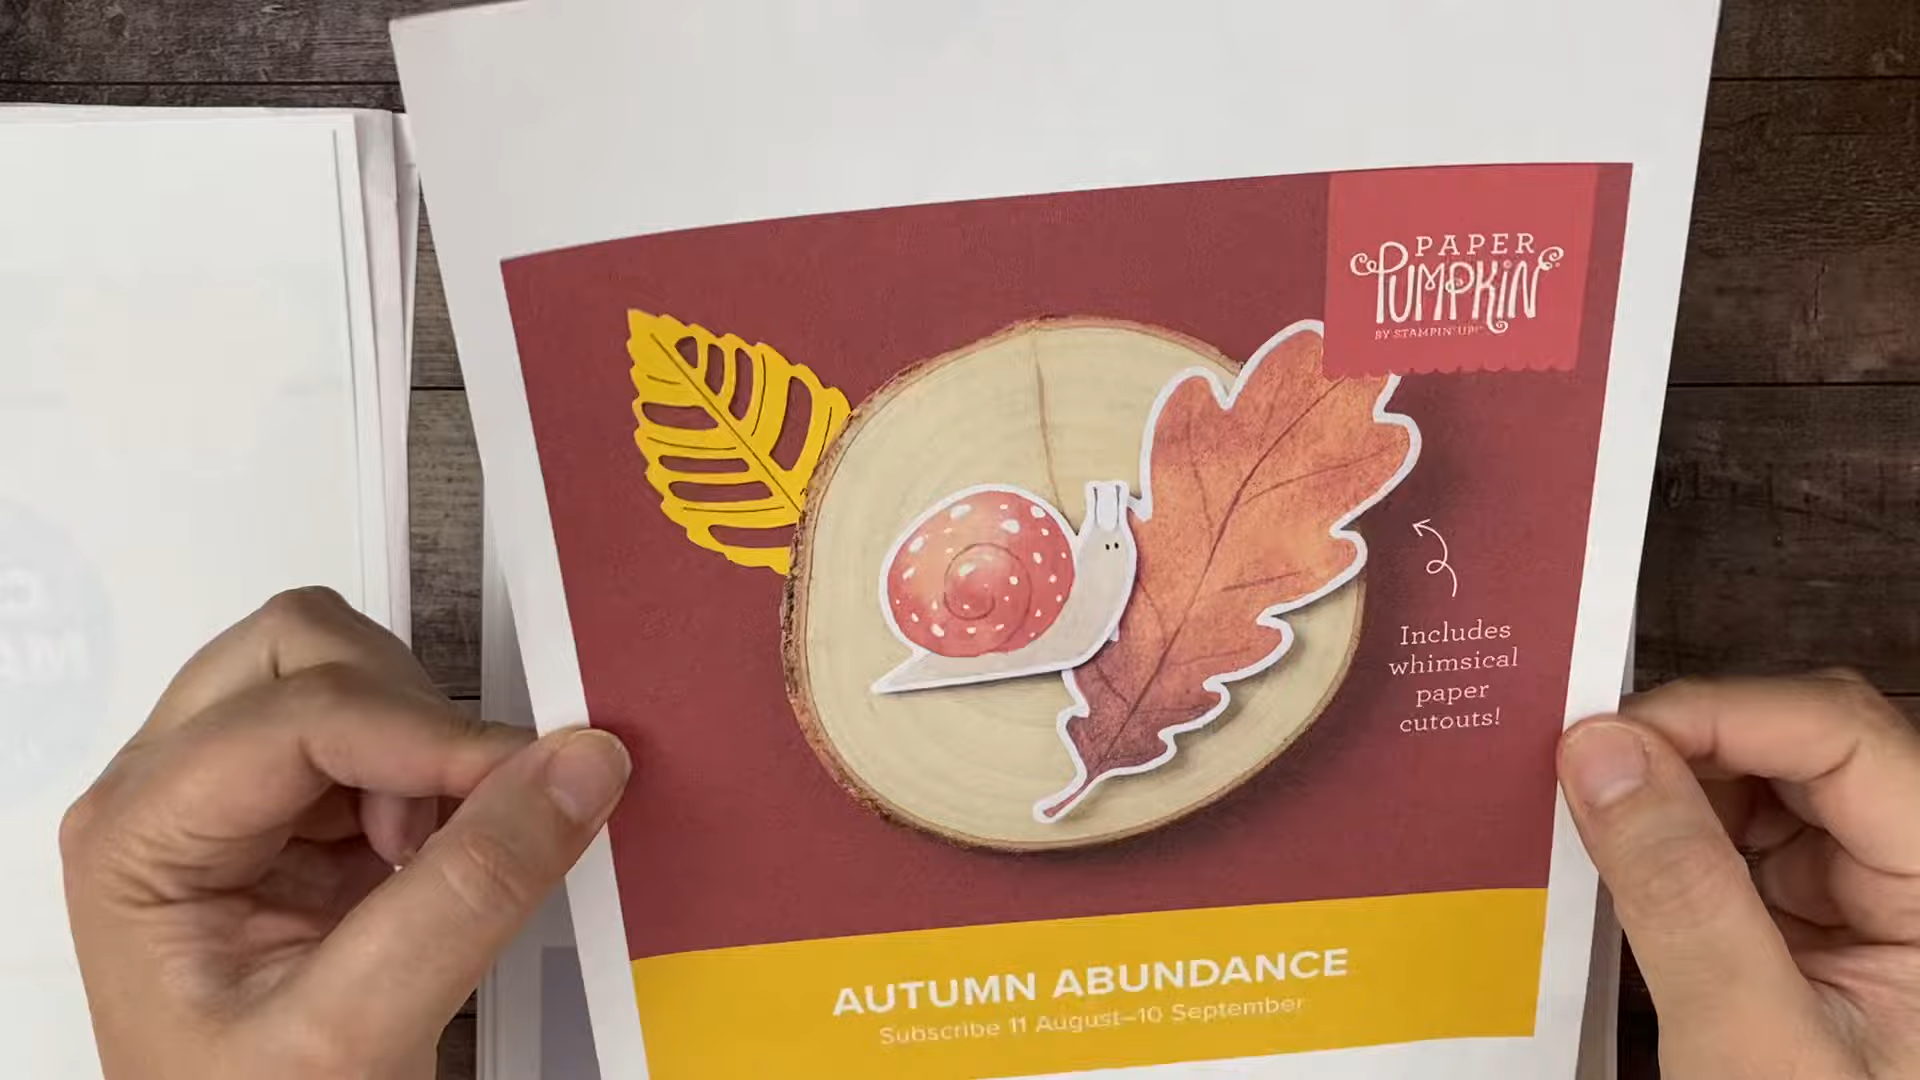 PAPER
PUMPKIN
BY STAMPIN' UP!
Includes
whimsical
paper
cutouts!
AUTUMN ABUNDANCE
Subscribe 11 August–10 September